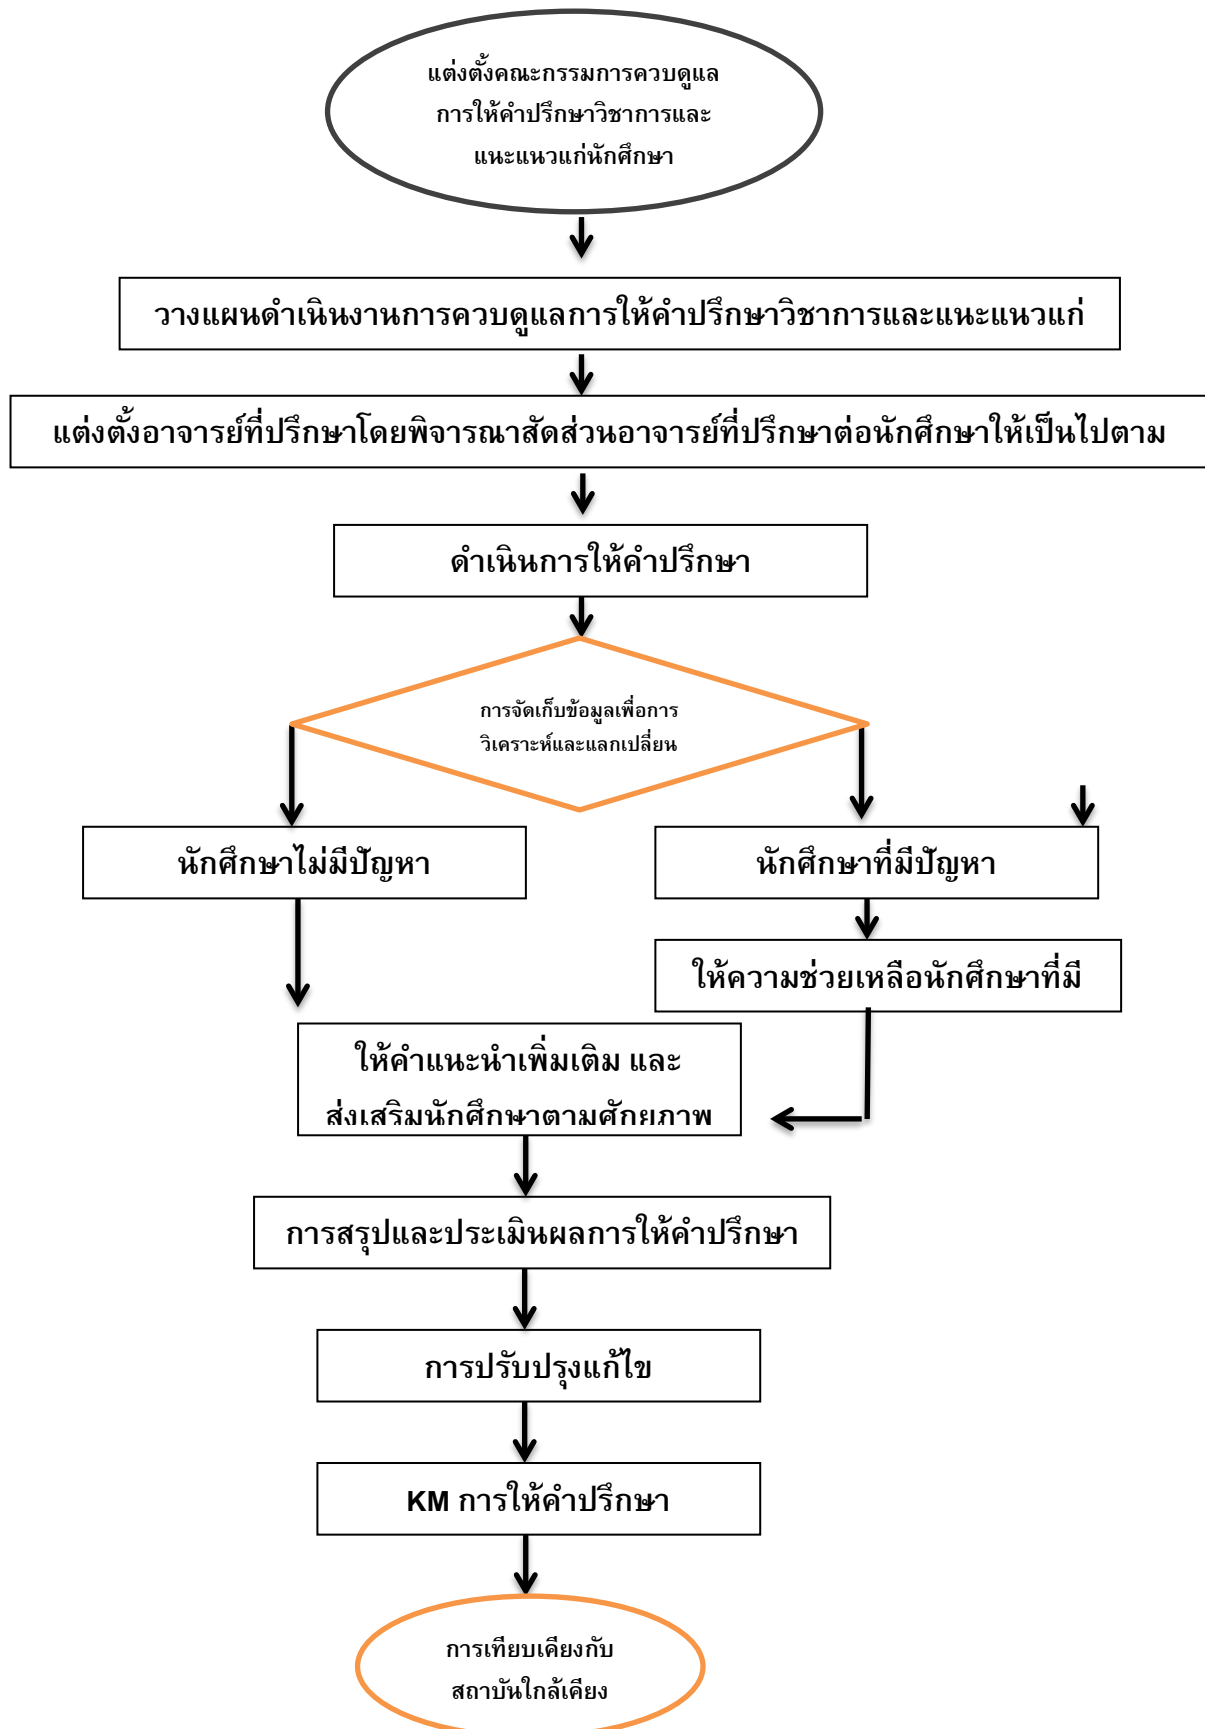 แต่งตั้งคณะกรรมการควบดูแล
การให้คำปรึกษาวิชาการและ
แนะแนวแก่นักศึกษา
วางแผนดำเนินงานการควบดูแลการให้คำปรึกษาวิชาการและแนะแนวแก่
แต่งตั้งอาจารย์ที่ปรึกษาโดยพิจารณาสัดส่วนอาจารย์ที่ปรึกษาต่อนักศึกษาให้เป็นไปตาม
ดำเนินการให้คำปรึกษา
การจัดเก็บข้อมูลเพื่อการ
วิเคราะห์และแลกเปลี่ยน
นักศึกษาไม่มีปัญหา
นักศึกษาที่มีปัญหา
ให้ความช่วยเหลือนักศึกษาที่มี
ให้คำแนะนำเพิ่มเติม และ
ส่งเสริมนักศึกษาตามศักยภาพ
การสรุปและประเมินผลการให้คำปรึกษา
การปรับปรุงแก้ไข
KM การให้คำปรึกษา
การเทียบเคียงกับ
สถาบันใกล้เคียง